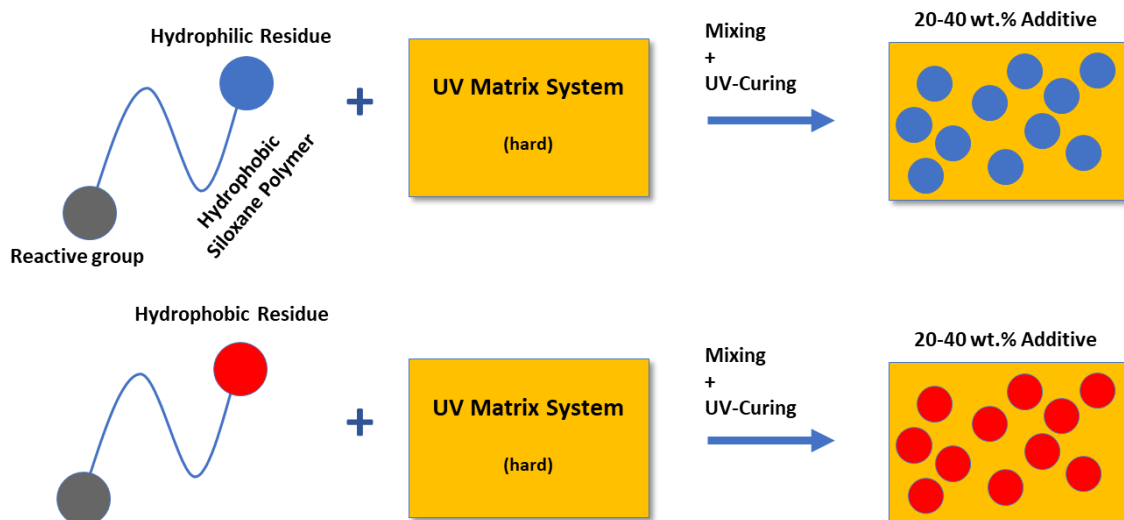 20-40 wt.% Additive
Hydrophilic Residue
Mixing
+
UV-Curing
+
UV Matrix System
(hard)
Hydrophobic
Siloxane Polymer
Reactive group
Hydrophobic Residue
20-40 wt.% Additive
Mixing
+
UV-Curing
+
UV Matrix System
(hard)